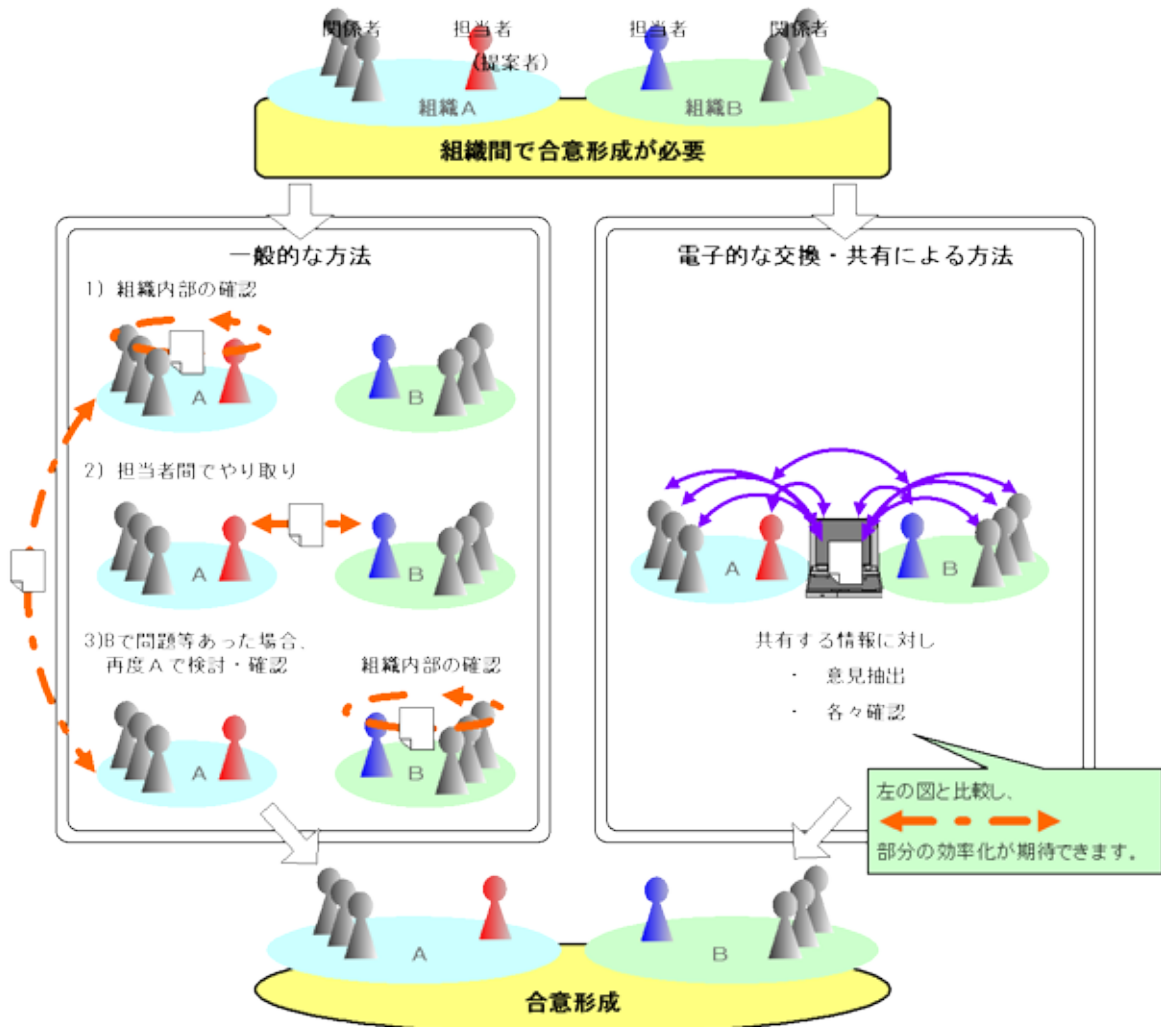 関係者 担当者 担当者 関係者
(提案者)
組織A 組織B
組織間で合意形成が必要
一般的な方法
1) 組織内部の確認
A B
2) 担当者間でやり取り
A B
3)Bで問題等あった場合、
再度Aで検討・確認 組織内部の確認
A B
電子的な交換・共有による方法
A B
共有する情報に対し
・ 意見抽出
・ 各々確認
左の図と比較し、
部分の効率化が期待できます。
A B
合意形成